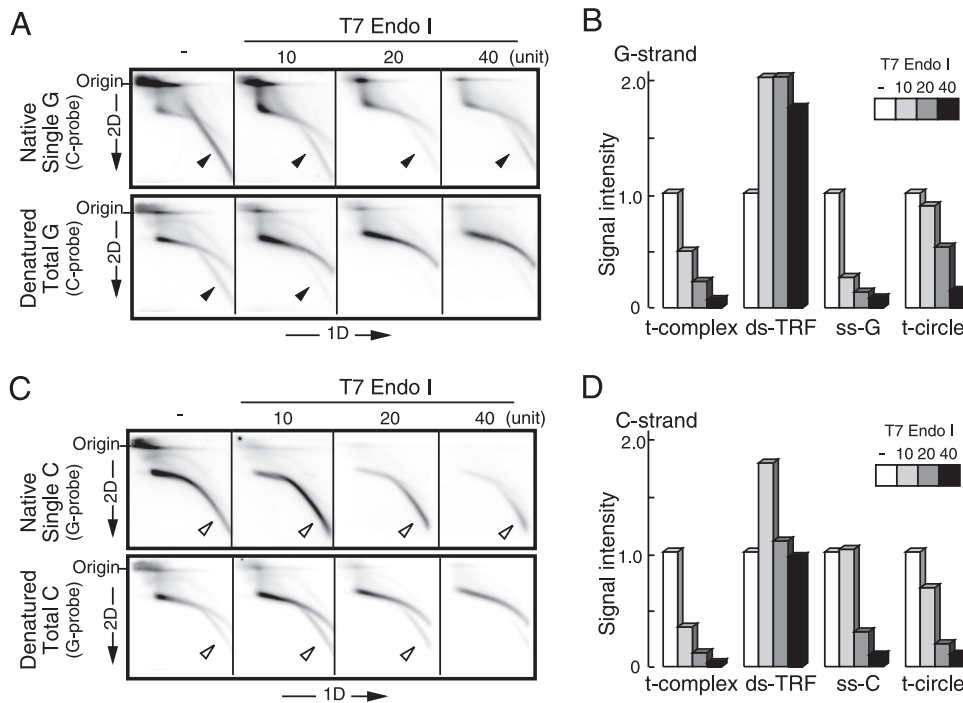 A
T7 Endo I
- 10 20 40 (unit)
Origin
2D
Native
Single G
(C-probe)
Origin
2D
Denatured
Total G
(C-probe)
1D
B
G-strand
T7 Endo I
- 10 20 40
2.0
1.0
0
Signal intensity
t-complex ds-TRF ss-G t-circle
C
T7 Endo I
- 10 20 40 (unit)
Origin
2D
Native
Single C
(G-probe)
Origin
2D
Denatured
Total C
(G-probe)
1D
D
C-strand
T7 Endo I
- 10 20 40
2.0
1.0
0
Signal intensity
t-complex ds-TRF ss-C t-circle